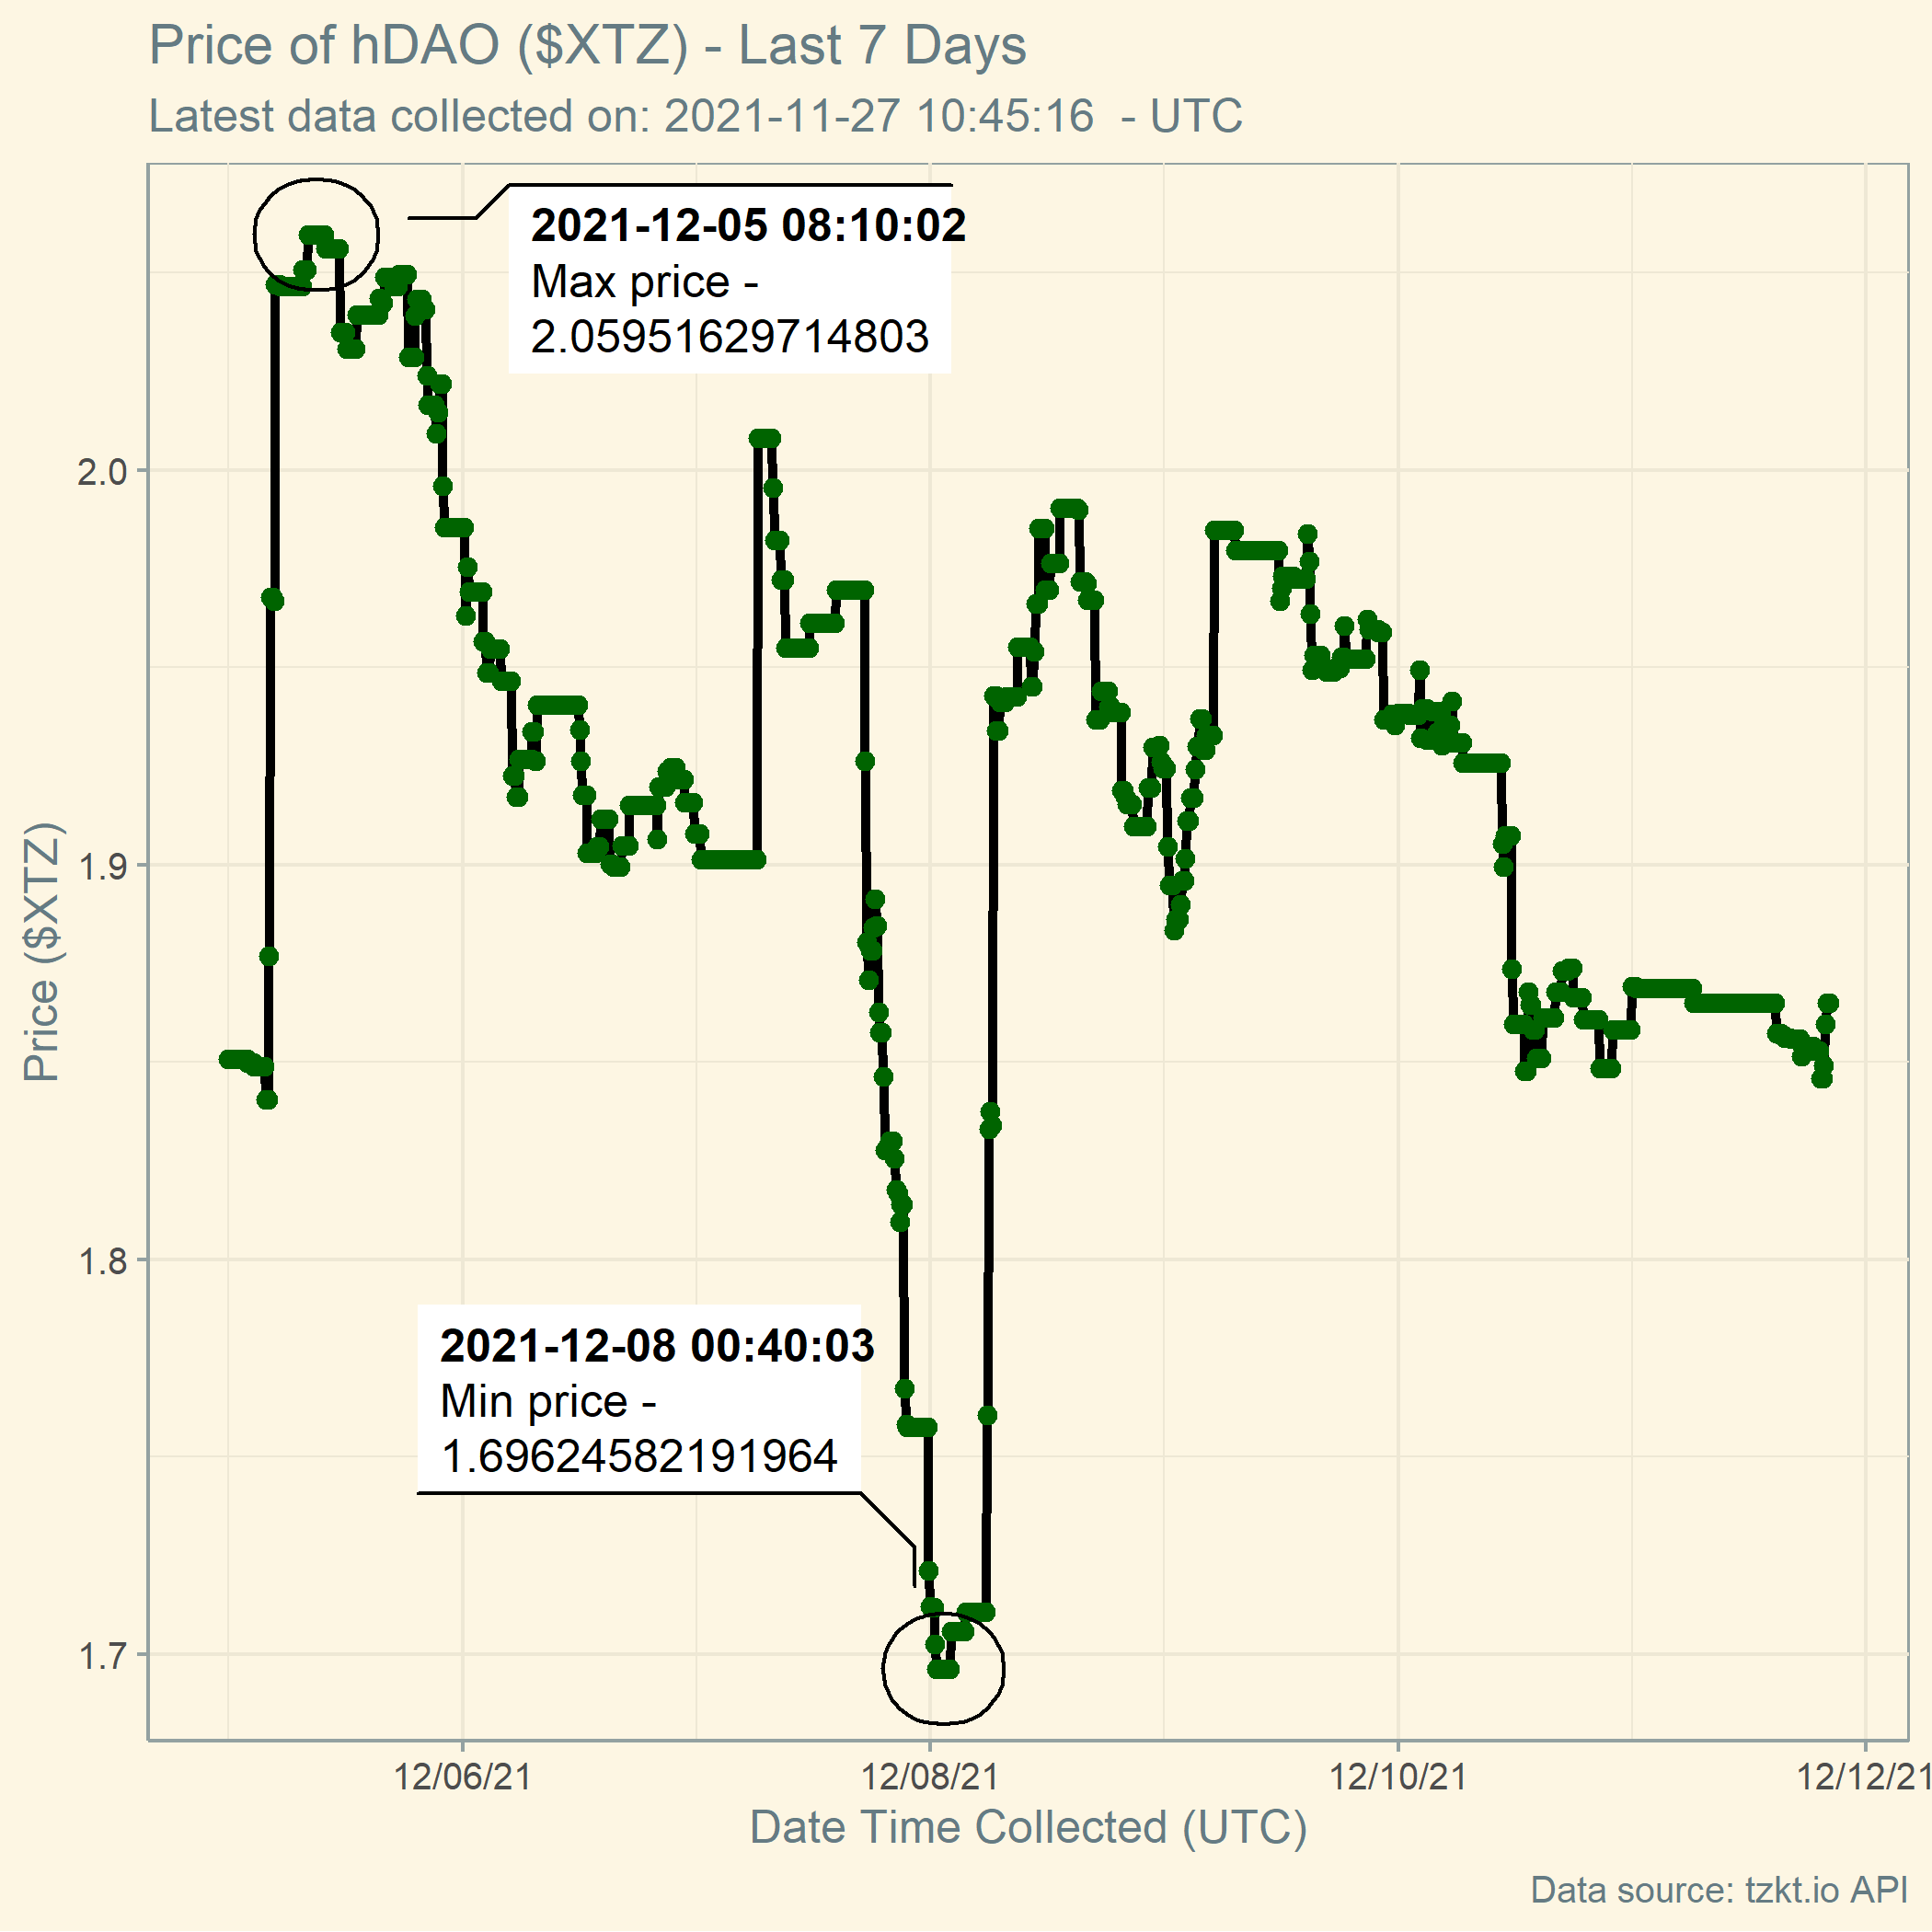 Price of hDAO ($XTZ) - Last 7 Days
Latest data collected on: 2021-11-27 10:45:16  - UTC
2021-12-05 08:10:02
Max price -
2.05951629714803
2.0
1.9
1.8
1.7
Price ($XTZ)
2021-12-08 00:40:03
Min price -
1.69624582191964
12/06/21
12/08/21
12/10/21
12/12/21
Date Time Collected (UTC)
Data source: tzkt.io API